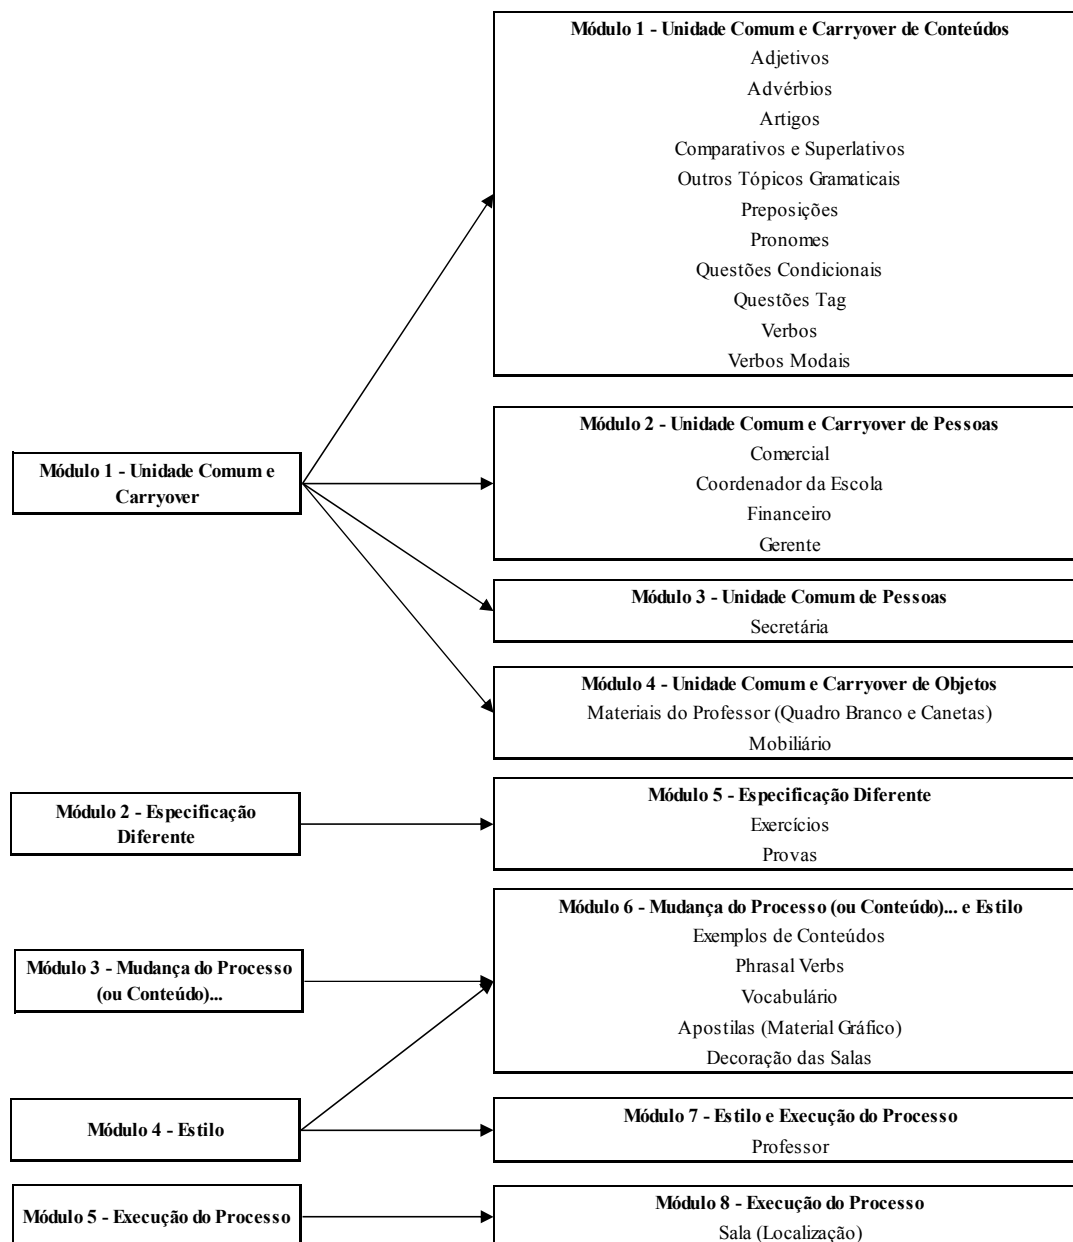 Módulo 1 - Unidade Comum e Carryover de Conteúdos
Adjetivos
Advérbios
Artigos
Comparativos e Superlativos
Outros Tópicos Gramaticais
Preposições
Pronomes
Questões Condicionais
Questões Tag
Verbos
Verbos Modais
Módulo 1 - Unidade Comum e
Carryover
Módulo 2 - Unidade Comum e Carryover de Pessoas
Comercial
Coordenador da Escola
Financeiro
Gerente
Módulo 3 - Unidade Comum de Pessoas
Secretária
Módulo 4 - Unidade Comum e Carryover de Objetos
Materiais do Professor (Quadro Branco e Canetas)
Mobiliário
Módulo 2 - Especificação
Diferente
Módulo 5 - Especificação Diferente
Exercícios
Provas
Módulo 3 - Mudança do Processo
(ou Conteúdo)...
Módulo 6 - Mudança do Processo (ou Conteúdo)... e Estilo
Exemplos de Conteúdos
Phrasal Verbs
Vocabulário
Apostilas (Material Gráfico)
Decoração das Salas
Módulo 4 - Estilo
Módulo 7 - Estilo e Execução do Processo
Professor
Módulo 5 - Execução do Processo
Módulo 8 - Execução do Processo
Sala (Localização)